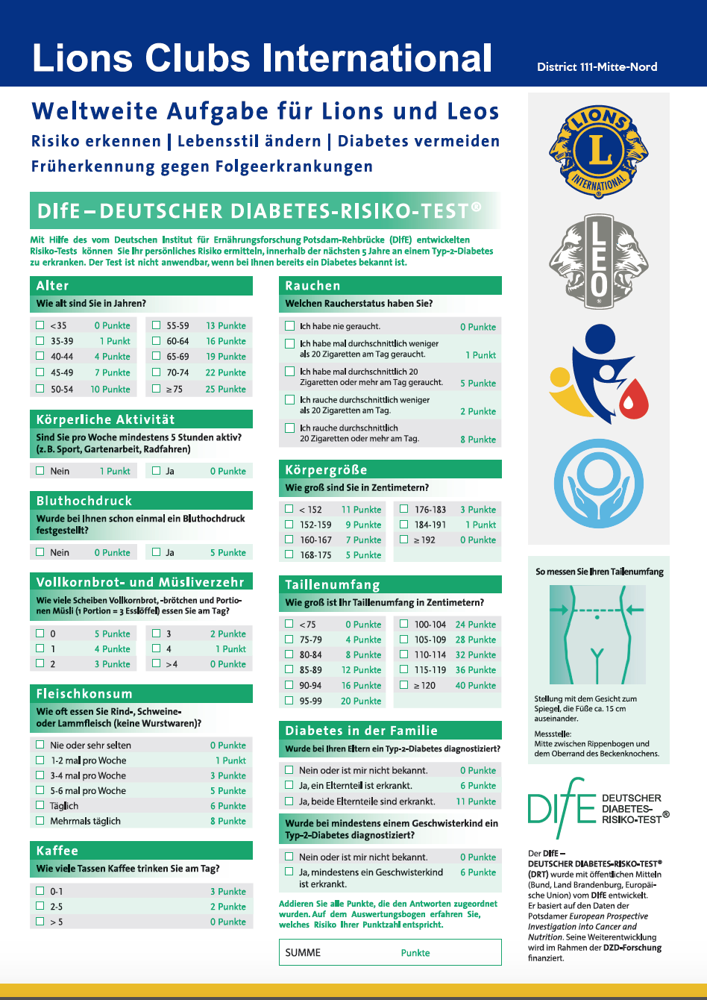 Lions Clubs International
District 111-Mitte-Nord
Weltweite Aufgabe für Lions und Leos
Risiko erkennen | Lebensstil ändern | Diabetes vermeiden
Früherkennung gegen Folgeerkrankungen
DIfE – DEUTSCHER DIABETES-RISIKO-TEST®
Mit Hilfe des vom Deutschen Institut für Ernährungsforschung Potsdam-Rehbrücke (DIfE) entwickelten
Risiko-Tests können Sie Ihr persönliches Risiko ermitteln, innerhalb der nächsten 5 Jahre an einem Typ-2-Diabetes
zu erkranken. Der Test ist nicht anwendbar, wenn bei Ihnen bereits ein Diabetes bekannt ist.
Alter
Wie alt sind Sie in Jahren?
<35 0 Punkte 55-59 13 Punkte
35-39 1 Punkt 60-64 16 Punkte
40-44 4 Punkte 65-69 19 Punkte
45-49 7 Punkte 70-74 22 Punkte
50-54 10 Punkte ≥75 25 Punkte
Körperliche Aktivität
Sind Sie pro Woche mindestens 5 Stunden aktiv?
(z.B. Sport, Gartenarbeit, Radfahren)
Nein 1 Punkt Ja 0 Punkte
Bluthochdruck
Wurde bei Ihnen schon einmal ein Bluthochdruck
festgestellt?
Nein 0 Punkte Ja 5 Punkte
Vollkornbrot- und Müsliverzehr
Wie viele Scheiben Vollkornbrot, -brötchen und Portio-
nen Müsli (1 Portion = 3 Esslöffel) essen Sie am Tag?
0 5 Punkte 3 2 Punkte
1 4 Punkte 4 1 Punkt
2 3 Punkte >4 0 Punkte
Fleischkonsum
Wie oft essen Sie Rind-, Schweine-
oder Lammfleisch (keine Wurstwaren)?
Nie oder sehr selten 0 Punkte
1-2 mal pro Woche 1 Punkt
3-4 mal pro Woche 3 Punkte
5-6 mal pro Woche 5 Punkte
Täglich 6 Punkte
Mehrmals täglich 8 Punkte
Kaffee
Wie viele Tassen Kaffee trinken Sie am Tag?
0-1 3 Punkte
2-5 2 Punkte
> 5 0 Punkte
Rauchen
Welchen Raucherstatus haben Sie?
Ich habe nie geraucht. 0 Punkte
Ich habe mal durchschnittlich weniger
als 20 Zigaretten am Tag geraucht. 1 Punkt
Ich habe mal durchschnittlich 20
Zigaretten oder mehr am Tag geraucht. 5 Punkte
Ich rauche durchschnittlich weniger
als 20 Zigaretten am Tag. 2 Punkte
Ich rauche durchschnittlich
20 Zigaretten oder mehr am Tag. 8 Punkte
Körpergröße
Wie groß sind Sie in Zentimetern?
< 152 11 Punkte 176-183 3 Punkte
152-159 9 Punkte 184-191 1 Punkt
160-167 7 Punkte ≥ 192 0 Punkte
168-175 5 Punkte
Taillenumfang
Wie groß ist Ihr Taillenumfang in Zentimetern?
<75 0 Punkte 100-104 24 Punkte
75-79 4 Punkte 105-109 28 Punkte
80-84 8 Punkte 110-114 32 Punkte
85-89 12 Punkte 115-119 36 Punkte
90-94 16 Punkte ≥ 120 40 Punkte
95-99 20 Punkte
Diabetes in der Familie
Wurde bei Ihren Eltern ein Typ-2-Diabetes diagnostiziert?
Nein oder ist mir nicht bekannt. 0 Punkte
Ja, ein Elternteil ist erkrankt. 6 Punkte
Ja, beide Elternteile sind erkrankt. 11 Punkte
Wurde bei mindestens einem Geschwisterkind ein
Typ-2-Diabetes diagnostiziert?
Nein oder ist mir nicht bekannt. 0 Punkte
Ja, mindestens ein Geschwisterkind 6 Punkte
ist erkrankt.
Addieren Sie alle Punkte, die den Antworten zugeordnet
wurden. Auf dem Auswertungsbogen erfahren Sie,
welches Risiko Ihrer Punktzahl entspricht.
SUMME Punkte
LIONS
L
INTERNATIONAL
®
LEO
®
So messen Sie Ihren Taillenumfang
Stellung mit dem Gesicht zum
Spiegel, die Füße ca. 15 cm
auseinander.
Messstelle:
Mitte zwischen Rippenbogen und
dem Oberrand des Beckenknochens.
DIfE DEUTSCHER
DIABETES-
RISIKO-TEST®
Der DIfE –
DEUTSCHER DIABETES-RISKO-TEST®
(DRT) wurde mit öffentlichen Mitteln
(Bund, Land Brandenburg, Europäi-
sche Union) vom DIfE entwickelt.
Er basiert auf den Daten der
Potsdamer European Prospective
Investigation into Cancer and
Nutrition. Seine Weiterentwicklung
wird im Rahmen der DZD-Forschung
finanziert.